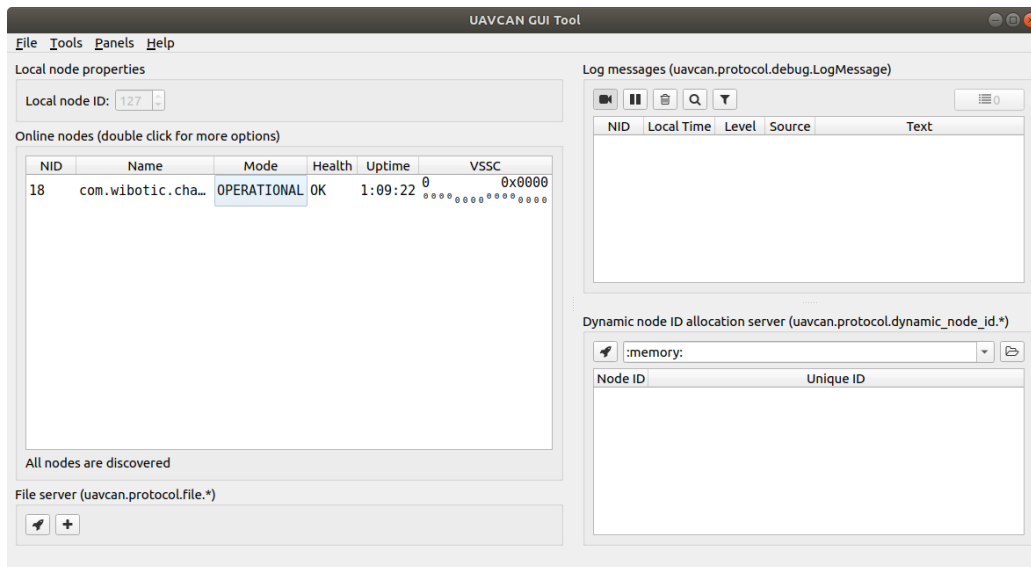 UAVCAN GUI Tool
File Tools Panels Help
Local node properties
Local node ID: 127
Online nodes (double click for more options)
NID Name Mode Health Uptime VSSC
18 com.wibotic.cha… OPERATIONAL OK 1:09:22 0 0x0000
0000000000000000
All nodes are discovered
File server (uavcan.protocol.file.*)
Log messages (uavcan.protocol.debug.LogMessage)
0
NID Local Time Level Source Text
Dynamic node ID allocation server (uavcan.protocol.dynamic_node_id.*)
:memory:
Node ID Unique ID